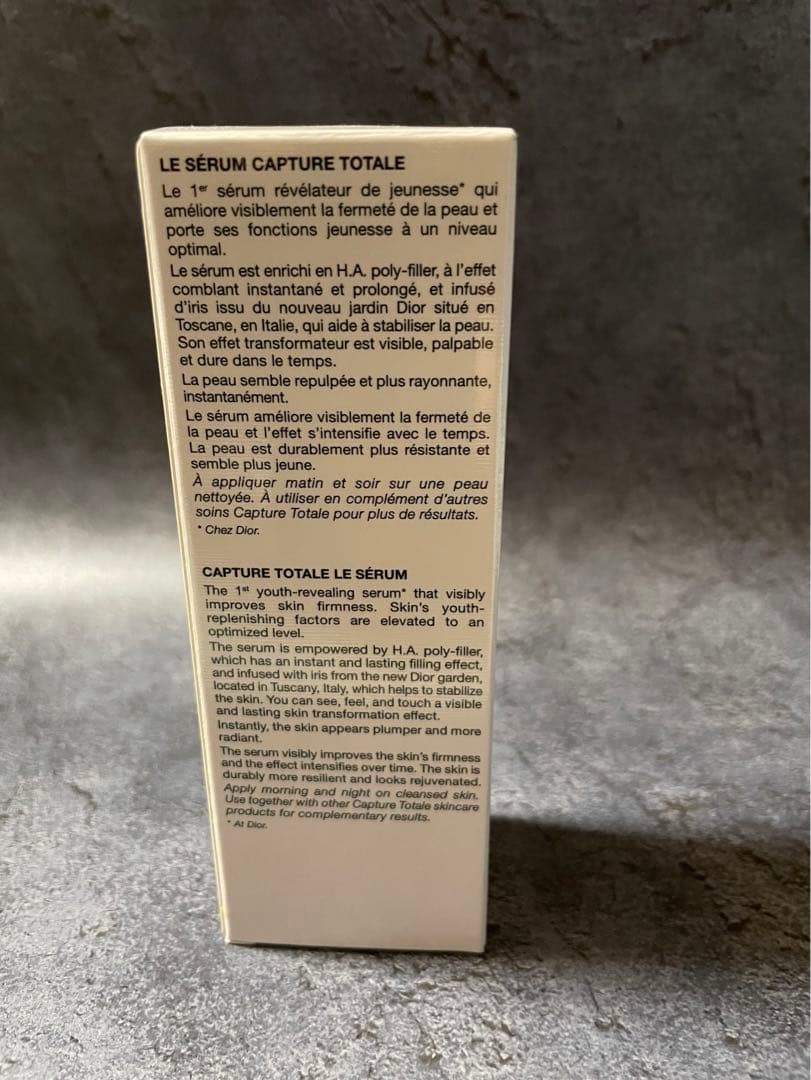 LE SÉRUM CAPTURE TOTALE
Le 1er sérum révélateur de jeunesse* qui
améliore visiblement la fermeté de la peau et
porte ses fonctions jeunesse à un niveau
optimal.
Le sérum est enrichi en H.A. poly-filler, à l'effet
comblant instantané et prolongé, et infusé
d'iris issu du nouveau jardin Dior situé en
Toscane, en Italie, qui aide à stabiliser la peau.
Son effet transformateur est visible, palpable
et dure dans le temps.
La peau semble repulpée et plus rayonnante,
instantanément.
Le sérum améliore visiblement la fermeté de
la peau et l'effet s'intensifie avec le temps.
La peau est durablement plus résistante et
semble plus jeune.
À appliquer matin et soir sur une peau
nettoyée. À utiliser en complément d'autres
soins Capture Totale pour plus de résultats.
* Chez Dior.
CAPTURE TOTALE LE SÉRUM
The 1st youth-revealing serum* that visibly
improves skin firmness. Skin's youth-
replenishing factors are elevated to an
optimized level.
The serum is empowered by H.A. poly-filler,
which has an instant and lasting filling effect,
and infused with iris from the new Dior garden,
located in Tuscany, Italy, which helps to stabilize
the skin. You can see, feel, and touch a visible
and lasting skin transformation effect.
Instantly, the skin appears plumper and more
radiant.
The serum visibly improves the skin's firmness
and the effect intensifies over time. The skin is
durably more resilient and looks rejuvenated.
Apply morning and night on cleansed skin.
Use together with other Capture Totale skincare
products for complementary results.
* At Dior.